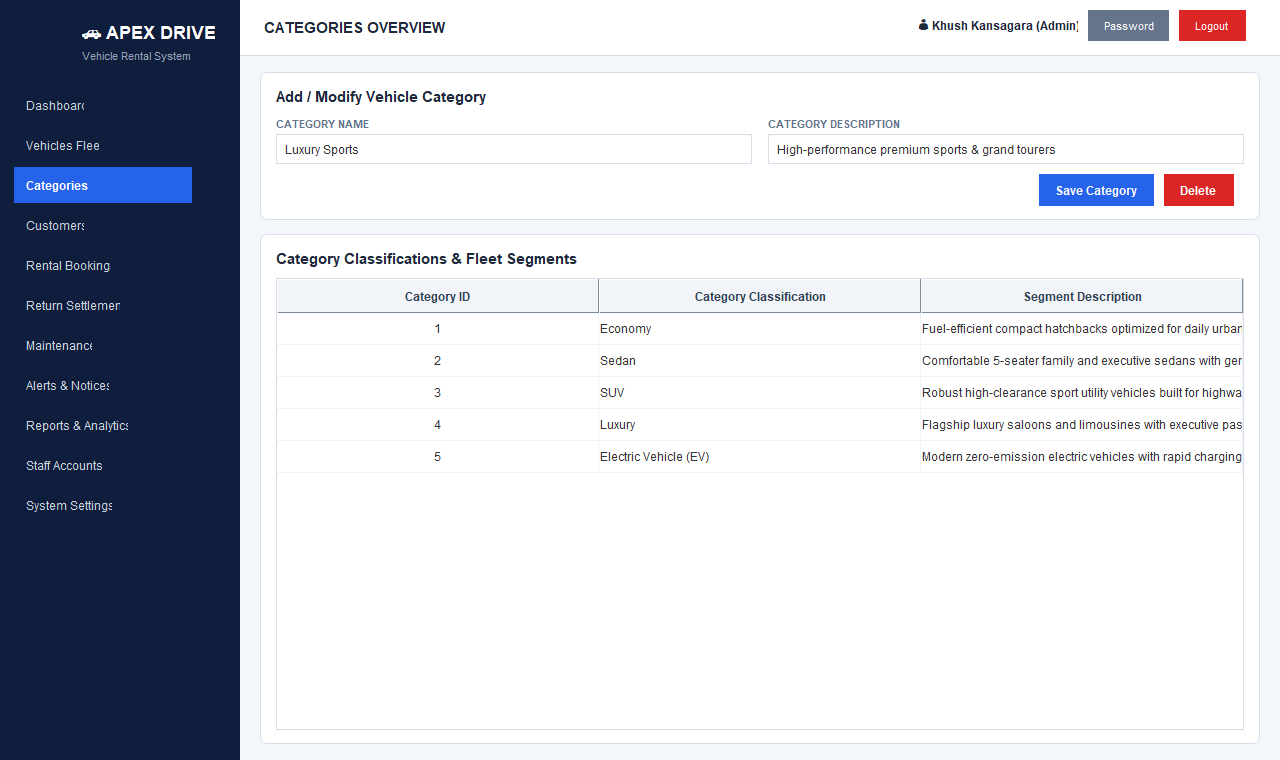 APEX DRIVE
Vehicle Rental System
Dashboard
Vehicles Flee
Categories
Customers
Rental Booking
Return Settlemen
Maintenance
Alerts & Notices
Reports & Analytics
Staff Accounts
System Settings
CATEGORIES OVERVIEW
Khush Kansagara (Admin)
Password
Logout
Add / Modify Vehicle Category
CATEGORY NAME
CATEGORY DESCRIPTION
Luxury Sports
High-performance premium sports & grand tourers
Save Category
Delete
Category Classifications & Fleet Segments
Category ID Category Classification Segment Description
1 Economy Fuel-efficient compact hatchbacks optimized for daily urban
2 Sedan Comfortable 5-seater family and executive sedans with ger
3 SUV Robust high-clearance sport utility vehicles built for highwa
4 Luxury Flagship luxury saloons and limousines with executive pas
5 Electric Vehicle (EV) Modern zero-emission electric vehicles with rapid charging